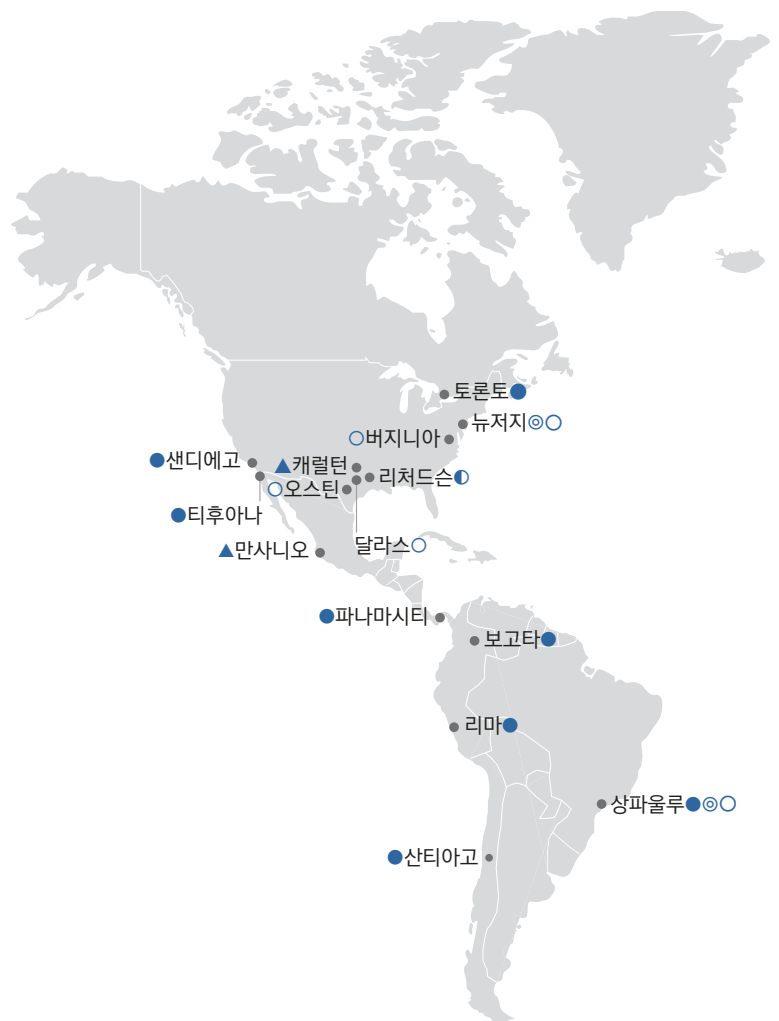 토론토
뉴저지
버지니아
샌디에고
캐럴턴
리처드슨
오스틴
티후아나
달라스
만사니오
파나마시티
보고타
리마
상파울루
산티아고